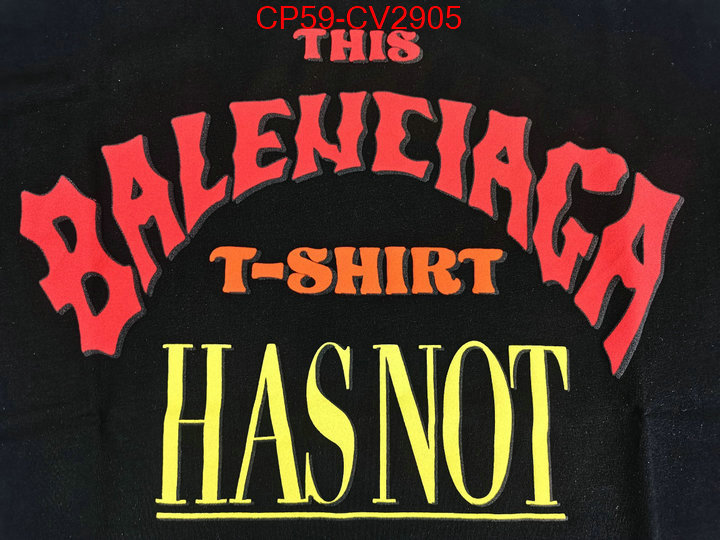 CP59-CV2905
THIS
BALENCIAGA
T-SHIRT
HAS NOT